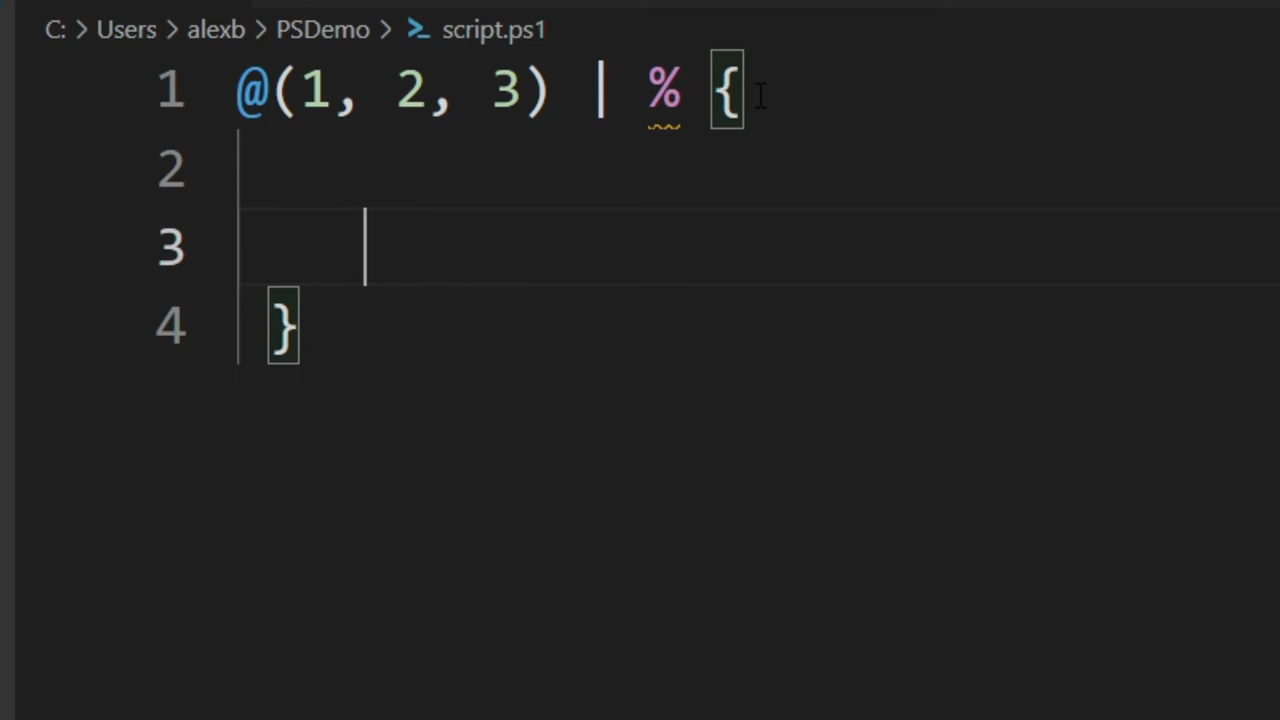 C: > Users > alexb > PSDemo > script.ps1
1 @(1, 2, 3) | % {
2
3
4 }